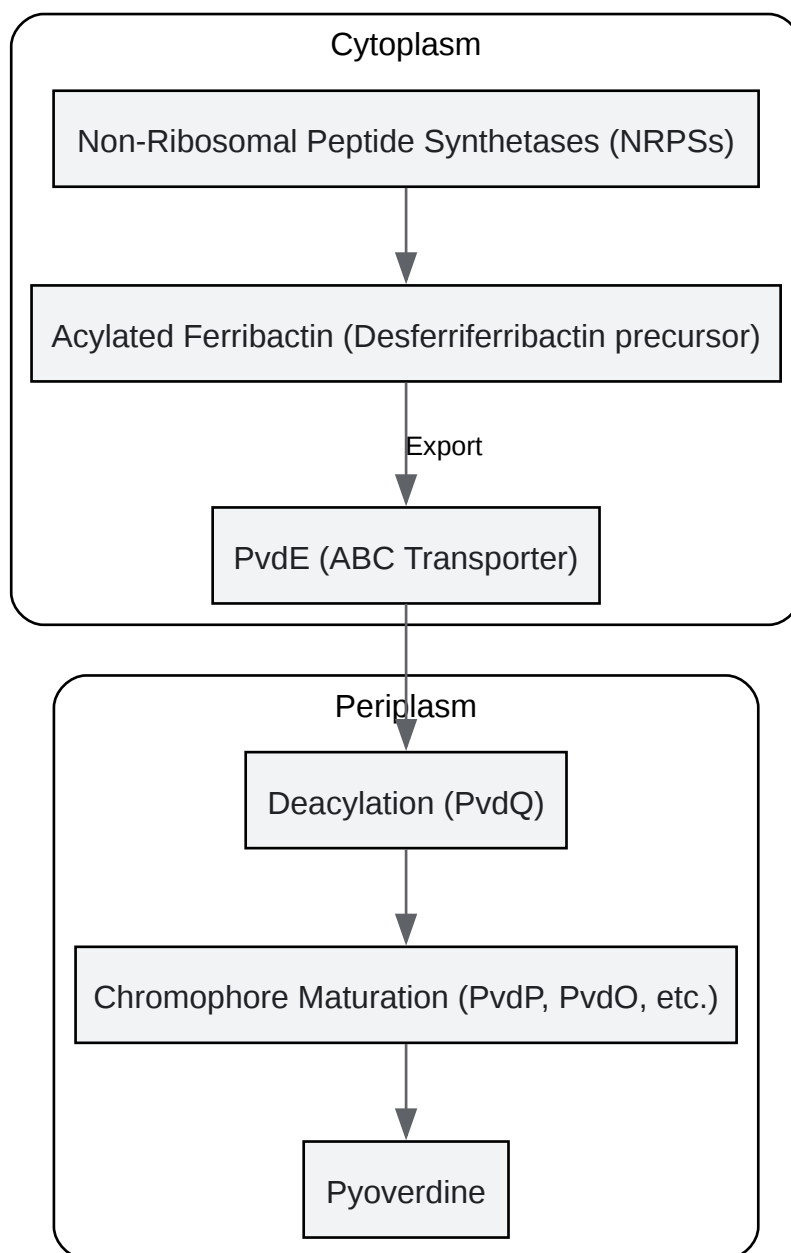 Cytoplasm
Non-Ribosomal Peptide Synthetases (NRPSs)
Acylated Ferribactin (Desferriferribactin precursor)
Export
PvdE (ABC Transporter)
Periplasm
Deacylation (PvdQ)
Chromophore Maturation (PvdP, PvdO, etc.)
Pyoverdine